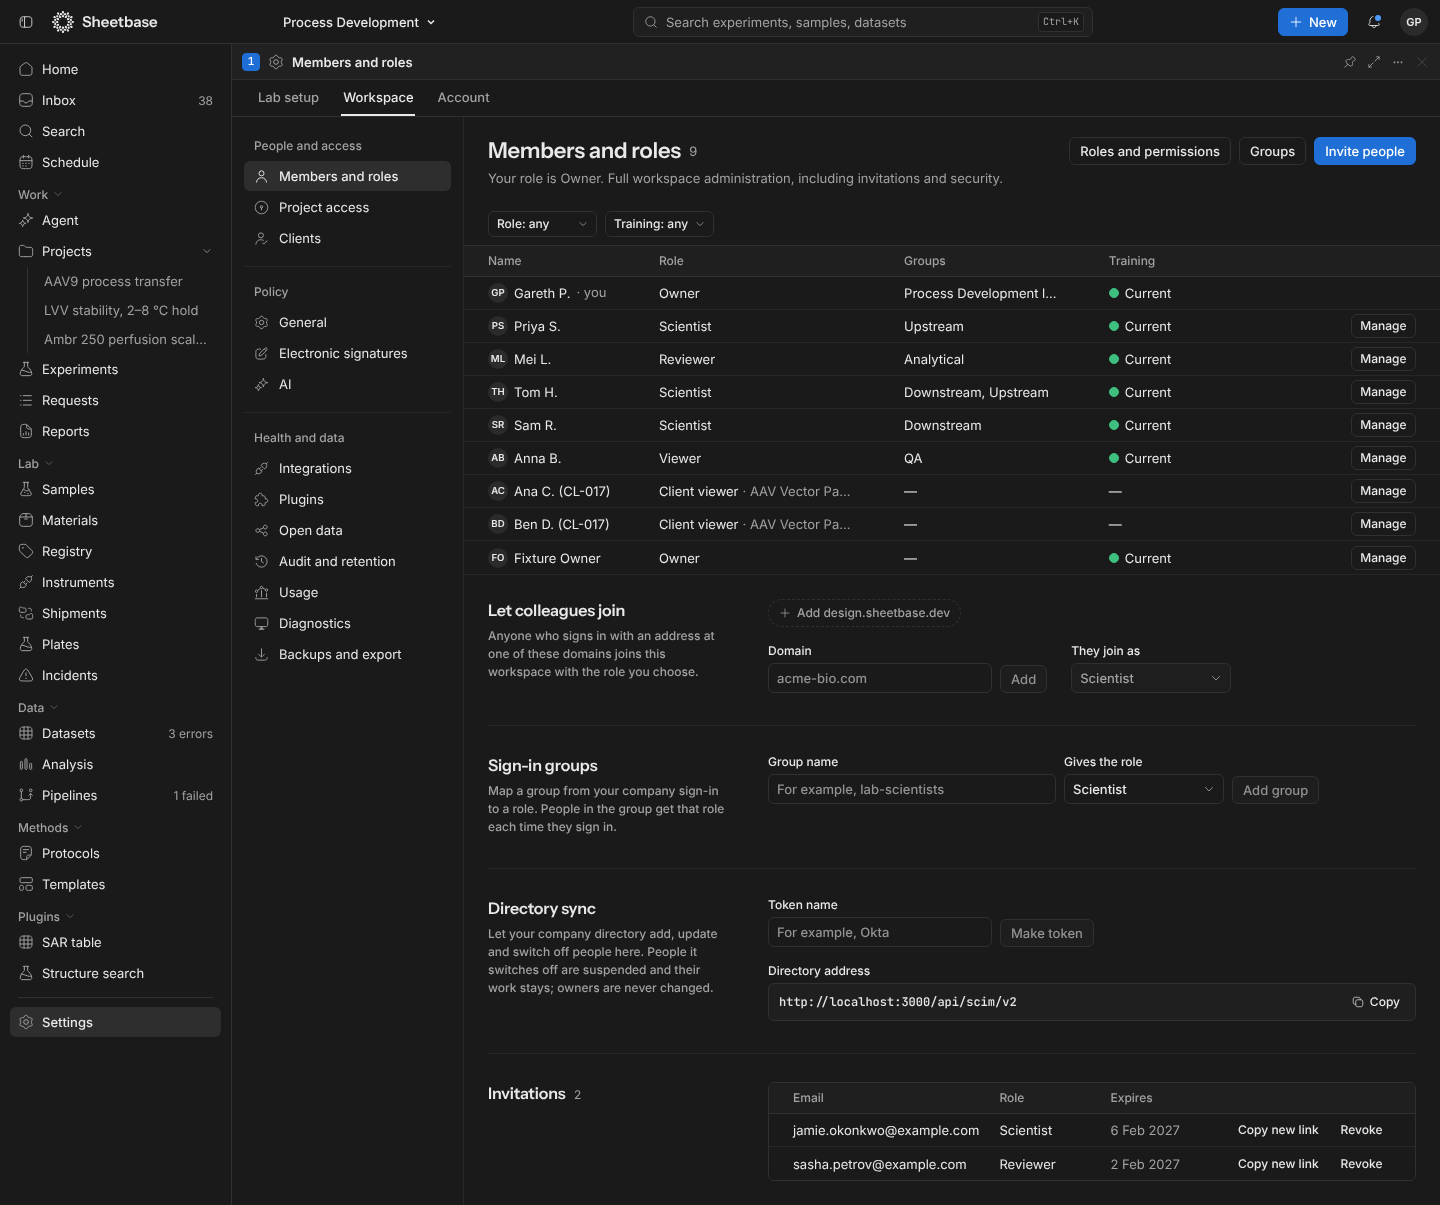 Sheetbase
Process Development
Search experiments, samples, datasets
Ctrl+K
New
GP
Home
Inbox 38
Search
Schedule
Work
Agent
Projects
AAV9 process transfer
LVV stability, 2–8 °C hold
Ambr 250 perfusion scal...
Experiments
Requests
Reports
Lab
Samples
Materials
Registry
Instruments
Shipments
Plates
Incidents
Data
Datasets 3 errors
Analysis
Pipelines 1 failed
Methods
Protocols
Templates
Plugins
SAR table
Structure search
Settings
1 Members and roles
Lab setup Workspace Account
People and access
Members and roles
Project access
Clients
Policy
General
Electronic signatures
AI
Health and data
Integrations
Plugins
Open data
Audit and retention
Usage
Diagnostics
Backups and export
Members and roles 9
Roles and permissions Groups Invite people
Your role is Owner. Full workspace administration, including invitations and security.
Role: any Training: any
Name Role Groups Training
GP Gareth P. · you Owner Process Development l... Current
PS Priya S. Scientist Upstream Current Manage
ML Mei L. Reviewer Analytical Current Manage
TH Tom H. Scientist Downstream, Upstream Current Manage
SR Sam R. Scientist Downstream Current Manage
AB Anna B. Viewer QA Current Manage
AC Ana C. (CL-017) Client viewer · AAV Vector Pa... — — Manage
BD Ben D. (CL-017) Client viewer · AAV Vector Pa... — — Manage
FO Fixture Owner Owner — Current Manage
Let colleagues join
Anyone who signs in with an address at
one of these domains joins this
workspace with the role you choose.
Add design.sheetbase.dev
Domain They join as
acme-bio.com Add Scientist
Sign-in groups
Map a group from your company sign-in
to a role. People in the group get that role
each time they sign in.
Group name Gives the role
For example, lab-scientists Scientist Add group
Directory sync
Let your company directory add, update
and switch off people here. People it
switches off are suspended and their
work stays; owners are never changed.
Token name
For example, Okta Make token
Directory address
http://localhost:3000/api/scim/v2 Copy
Invitations 2
Email Role Expires
jamie.okonkwo@example.com Scientist 6 Feb 2027 Copy new link Revoke
sasha.petrov@example.com Reviewer 2 Feb 2027 Copy new link Revoke